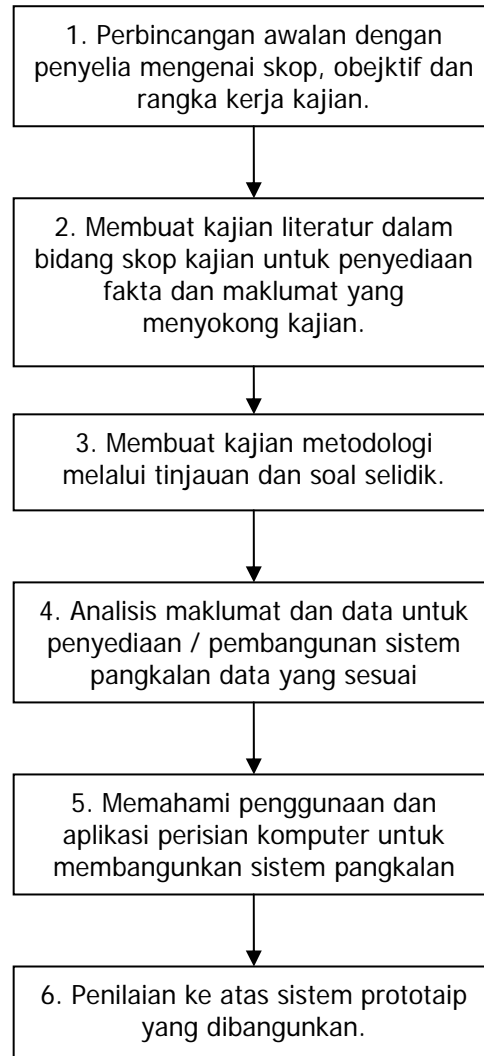 1. Perbincangan awalan dengan
penyelia mengenai skop, obejktif dan
rangka kerja kajian.
2. Membuat kajian literatur dalam
bidang skop kajian untuk penyediaan
fakta dan maklumat yang
menyokong kajian.
3. Membuat kajian metodologi
melalui tinjauan dan soal selidik.
4. Analisis maklumat dan data untuk
penyediaan / pembangunan sistem
pangkalan data yang sesuai
5. Memahami penggunaan dan
aplikasi perisian komputer untuk
membangunkan sistem pangkalan
6. Penilaian ke atas sistem prototaip
yang dibangunkan.